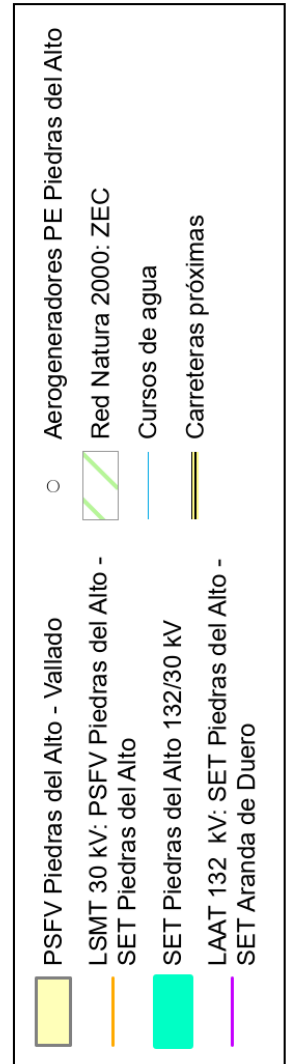 PSFV Piedras del Alto - Vallado
LSMT 30 kV: PSFV Piedras del Alto -
SET Piedras del Alto
SET Piedras del Alto 132/30 kV
LAAT 132  kV: SET Piedras del Alto -
SET Aranda de Duero
Aerogeneradores PE Piedras del Alto
Red Natura 2000: ZEC
Cursos de agua
Carreteras próximas